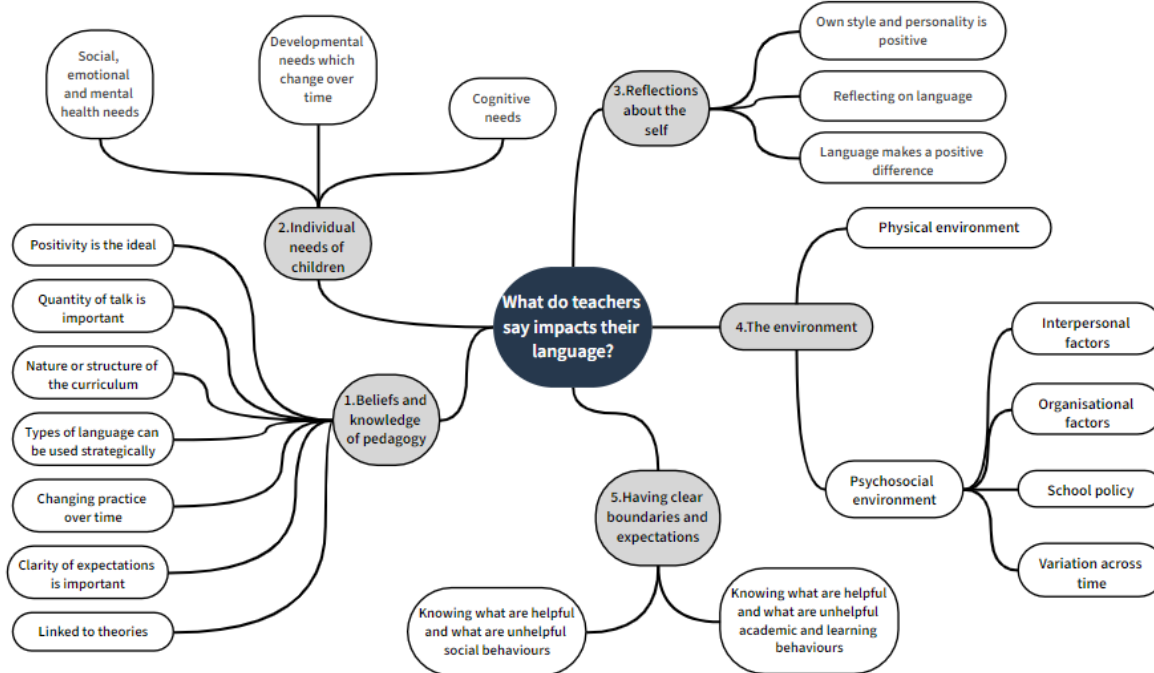 What do teachers
say impacts their
language?
1.Beliefs and
knowledge
of pedagogy
Positivity is the ideal
Quantity of talk is
important
Nature or structure of
the curriculum
Types of language can
be used strategically
Changing practice
over time
Clarity of expectations
is important
Linked to theories
2.Individual
needs of
children
Social,
emotional
and mental
health needs
Developmental
needs which
change over
time
Cognitive
needs
3.Reflections
about the
self
Own style and personality is
positive
Reflecting on language
Language makes a positive
difference
4.The environment
Physical environment
Psychosocial
environment
Interpersonal
factors
Organisational
factors
School policy
Variation across
time
5.Having clear
boundaries and
expectations
Knowing what are helpful
and what are unhelpful
social behaviours
Knowing what are helpful
and what are unhelpful
academic and learning
behaviours